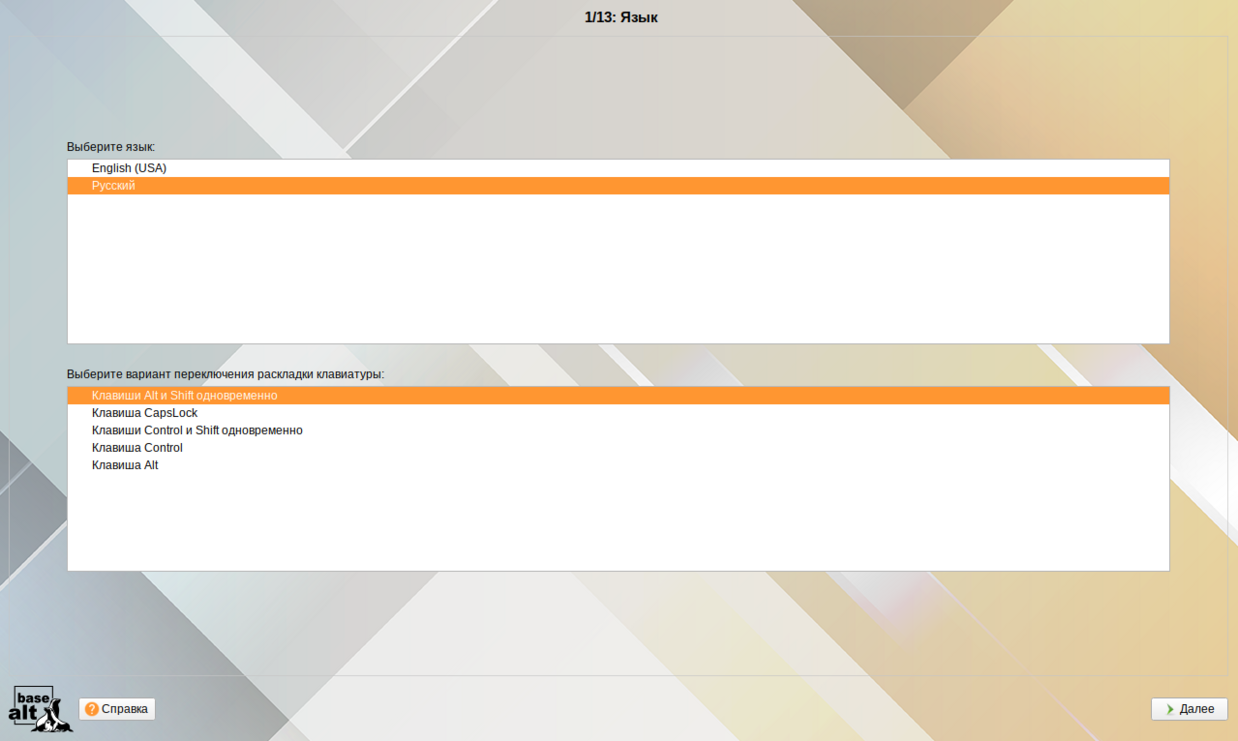 1/13: Язык
Выберите язык:
English (USA)
Русский
Выберите вариант переключения раскладки клавиатуры:
Клавиши Alt и Shift одновременно
Клавиша CapsLock
Клавиши Control и Shift одновременно
Клавиша Control
Клавиша Alt
base
alt
Справка
Далее